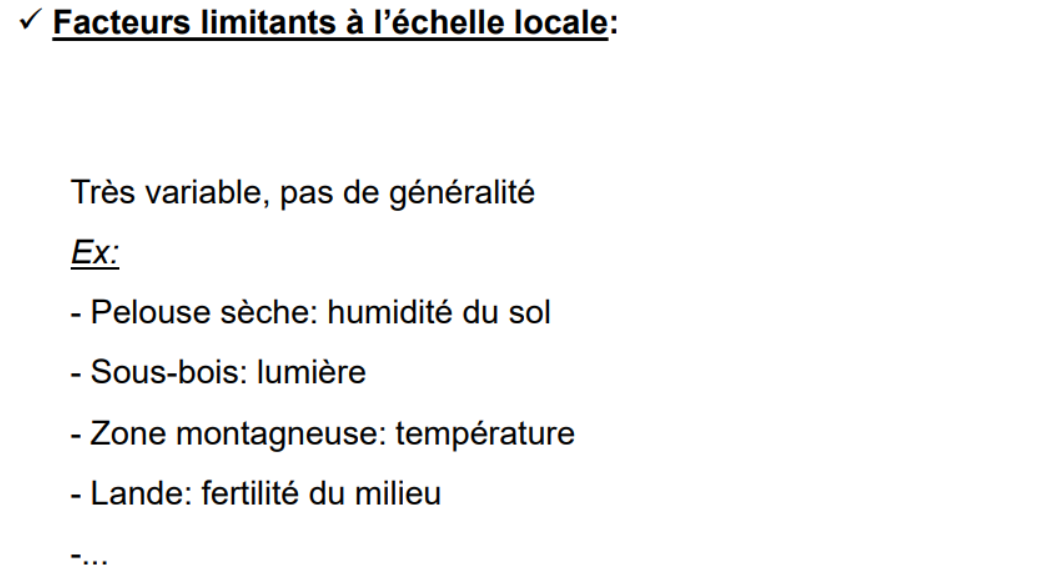 ✓ Facteurs limitants à l’échelle locale:
Très variable, pas de généralité
Ex:
- Pelouse sèche: humidité du sol
- Sous-bois: lumière
- Zone montagneuse: température
- Lande: fertilité du milieu
-...